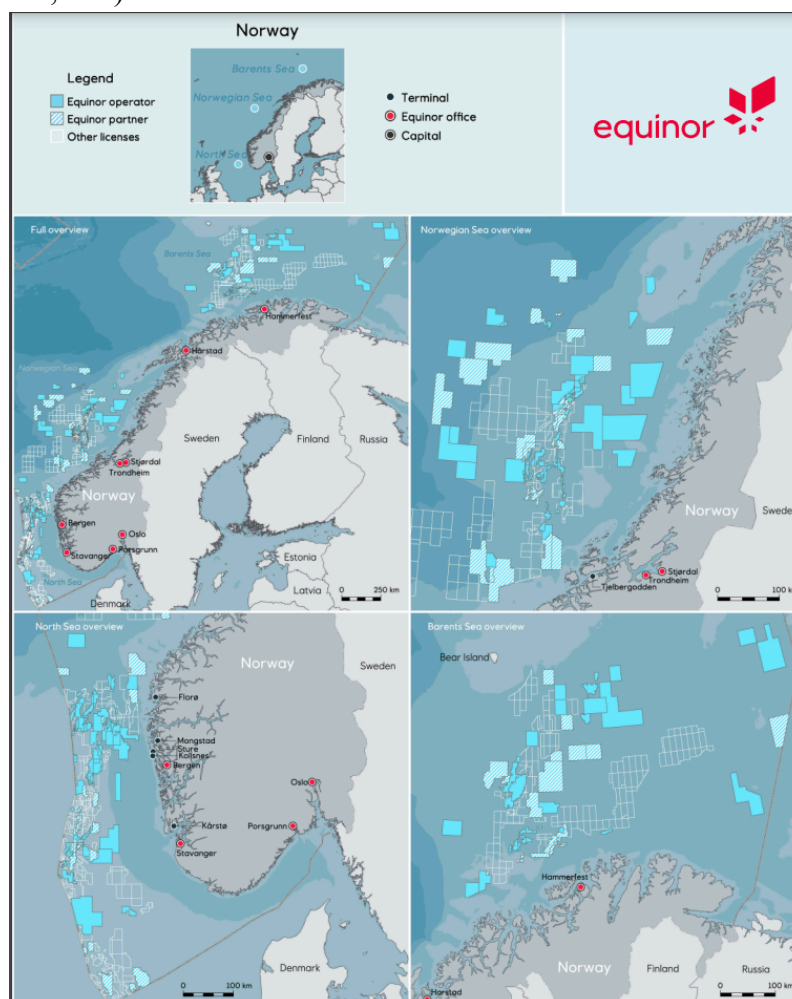 Norway
Legend
Equinor operator
Equinor partner
Other licenses
Barents Sea
Norwegian Sea
North Sea
Terminal
Equinor office
Capital
equinor
Full overview
Barents Sea
Hammerfest
Harstad
Norwegian Sea
Sweden
Finland
Russia
Stjørdal
Trondheim
Norway
Bergen
Oslo
Stavanger
Porsgrunn
Estonia
North Sea
Latvia
Denmark
0 250 km
Norwegian Sea overview
Norway
Swede
Tjelbergodden
Stjørdal
Trondheim
0 100 k
North Sea overview
Norway
Sweden
Florø
Mongstad
Sture
Kollsnes
Bergen
Oslo
Kårstø
Porsgrunn
Stavanger
Denmark
0 100 km
Barents Sea overview
Bear Island
Hammerfest
Norway
Finland
Russia
Harstad
0 100 km